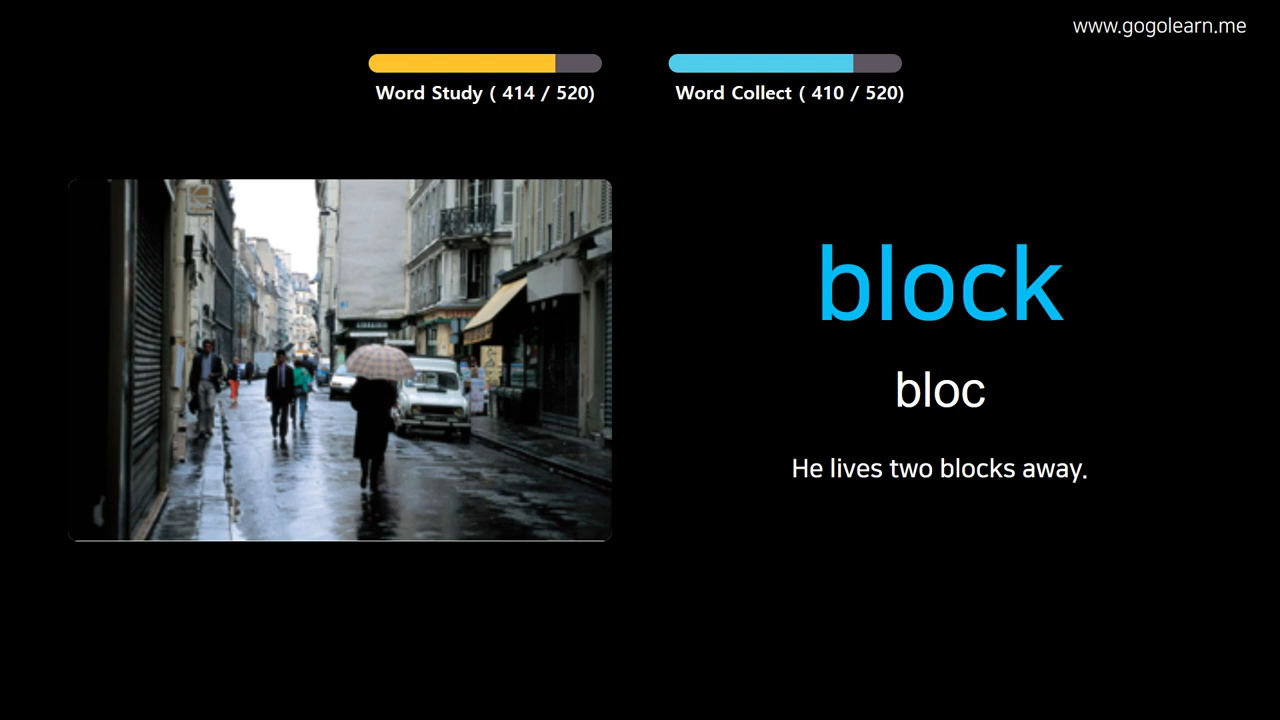 www.gogolearn.me
Word Study ( 414 / 520)
Word Collect ( 410 / 520)
block
bloc
He lives two blocks away.